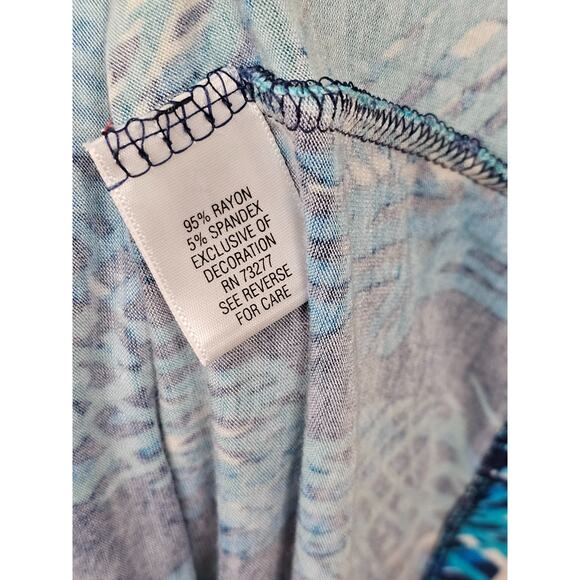 95% RAYON
5% SPANDEX
EXCLUSIVE OF
DECORATION
RN 73277
SEE REVERSE
FOR CARE